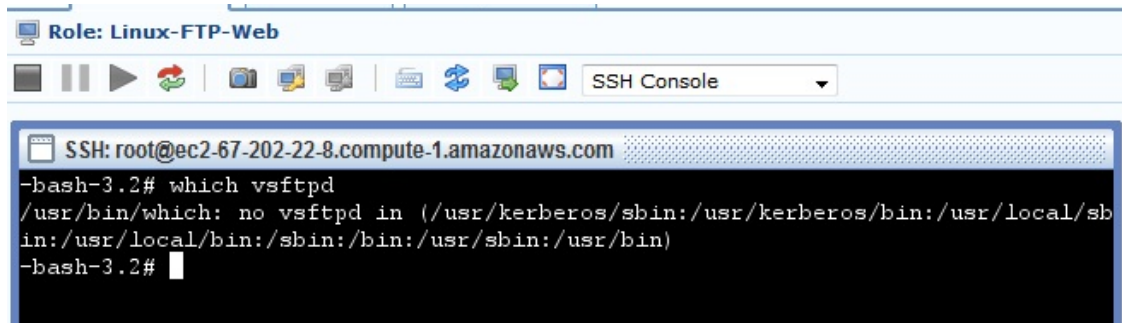 Role: Linux-FTP-Web
SSH Console
SSH: root@ec2-67-202-22-8.compute-1.amazonaws.com
-bash-3.2# which vsftpd
/usr/bin/which: no vsftpd in (/usr/kerberos/sbin:/usr/kerberos/bin:/usr/local/sb
in:/usr/local/bin:/sbin:/bin:/usr/sbin:/usr/bin)
-bash-3.2#